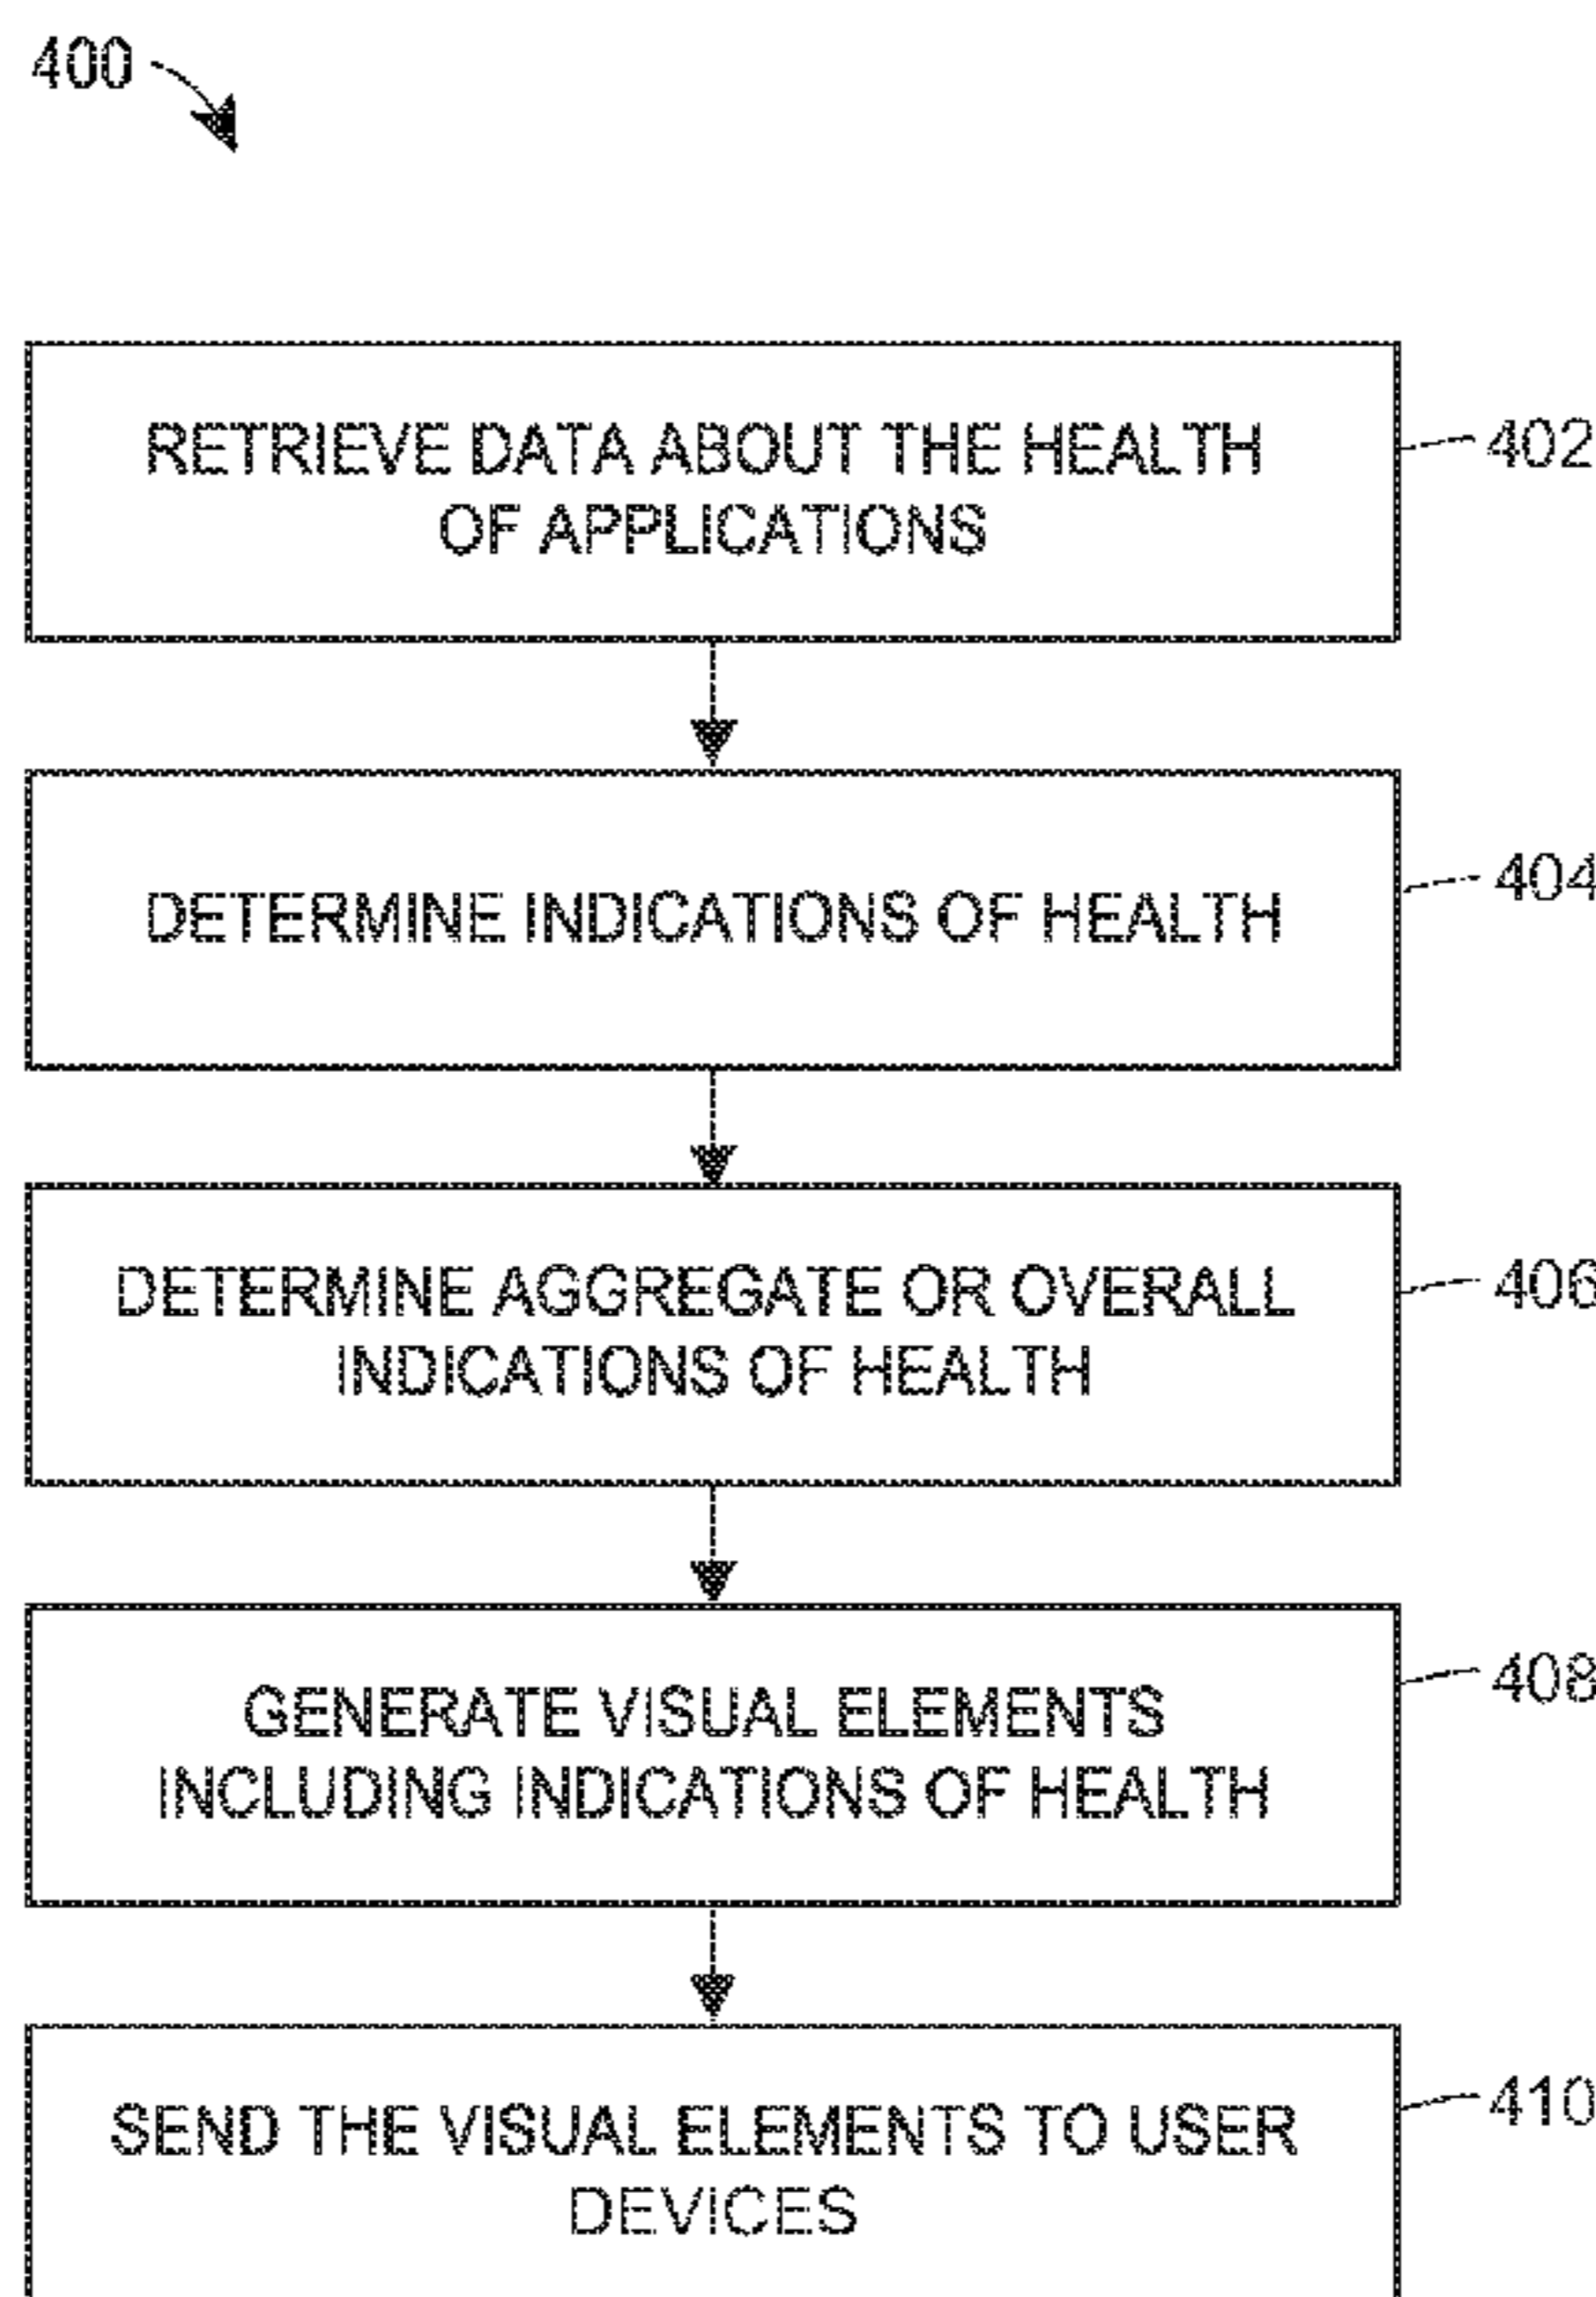 400
RETRIEVE DATA ABOUT THE HEALTH
OF APPLICATIONS
402
DETERMINE INDICATIONS OF HEALTH
404
DETERMINE AGGREGATE OR OVERALL
INDICATIONS OF HEALTH
406
GENERATE VISUAL ELEMENTS
INCLUDING INDICATIONS OF HEALTH
408
SEND THE VISUAL ELEMENTS TO USER
DEVICES
410